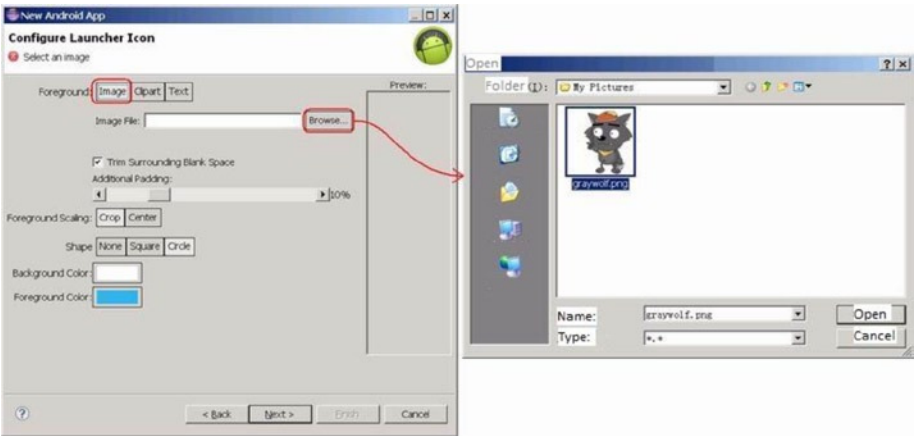 New Android App
Configure Launcher Icon
Select an image
Foreground: Image Clipart Text
Preview:
Image File: Browse...
Trim Surrounding Blank Space
Additional Padding:
10%
Foreground Scaling: Crop Center
Shape None Square Circle
Background Color:
Foreground Color:
< Back Next > Finish Cancel
Open
Folder (I): My Pictures
graywolf.png
Name: graywolf.png Open
Type: *.* Cancel